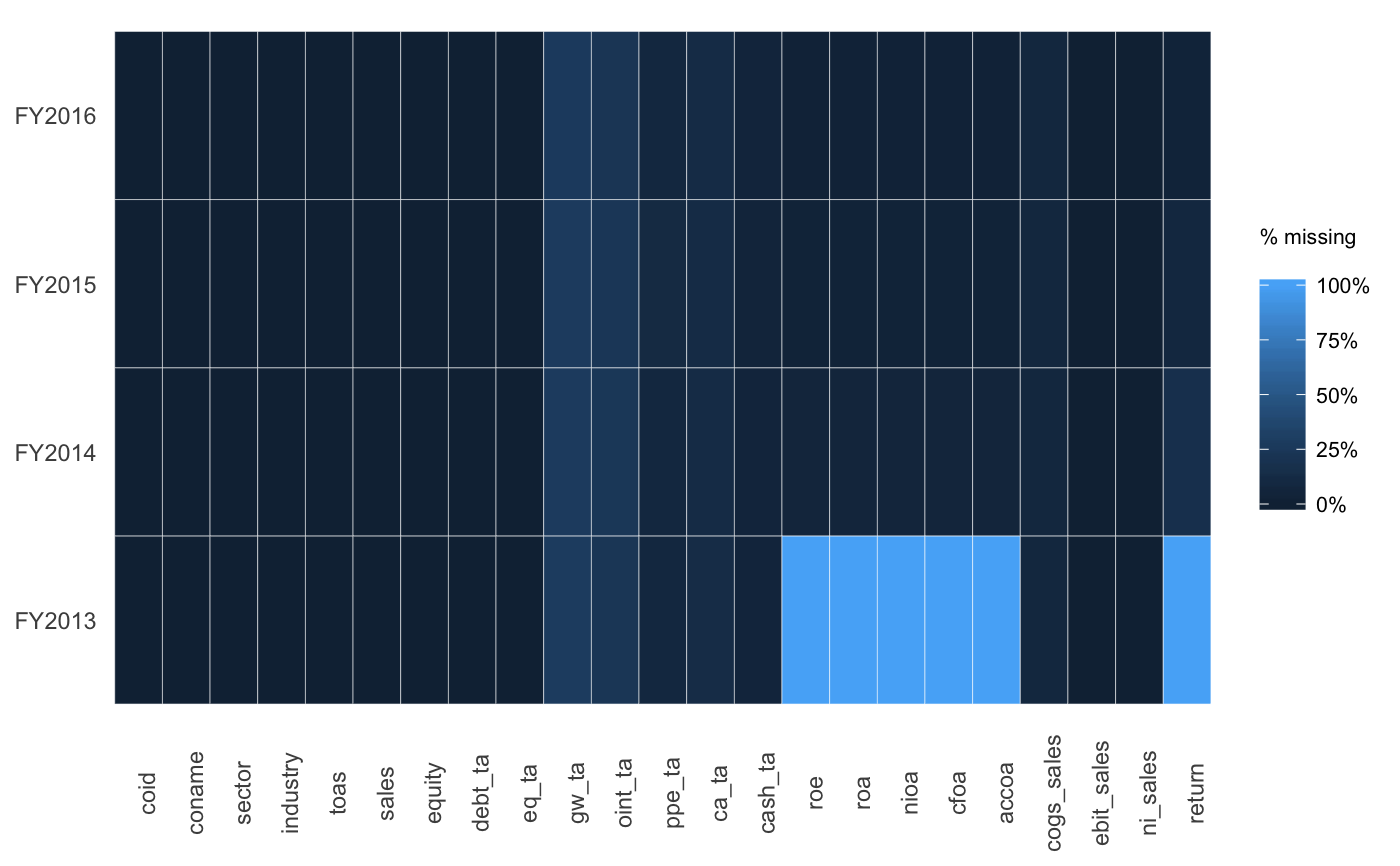 FY2016
FY2015
FY2014
FY2013
% missing
100%
75%
50%
25%
0%
coid
coname
sector
industry
toas
sales
equity
debt_ta
eq_ta
gw_ta
oint_ta
ppe_ta
ca_ta
cash_ta
roe
roa
nioa
cfoa
accoa
cogs_sales
ebit_sales
ni_sales
return